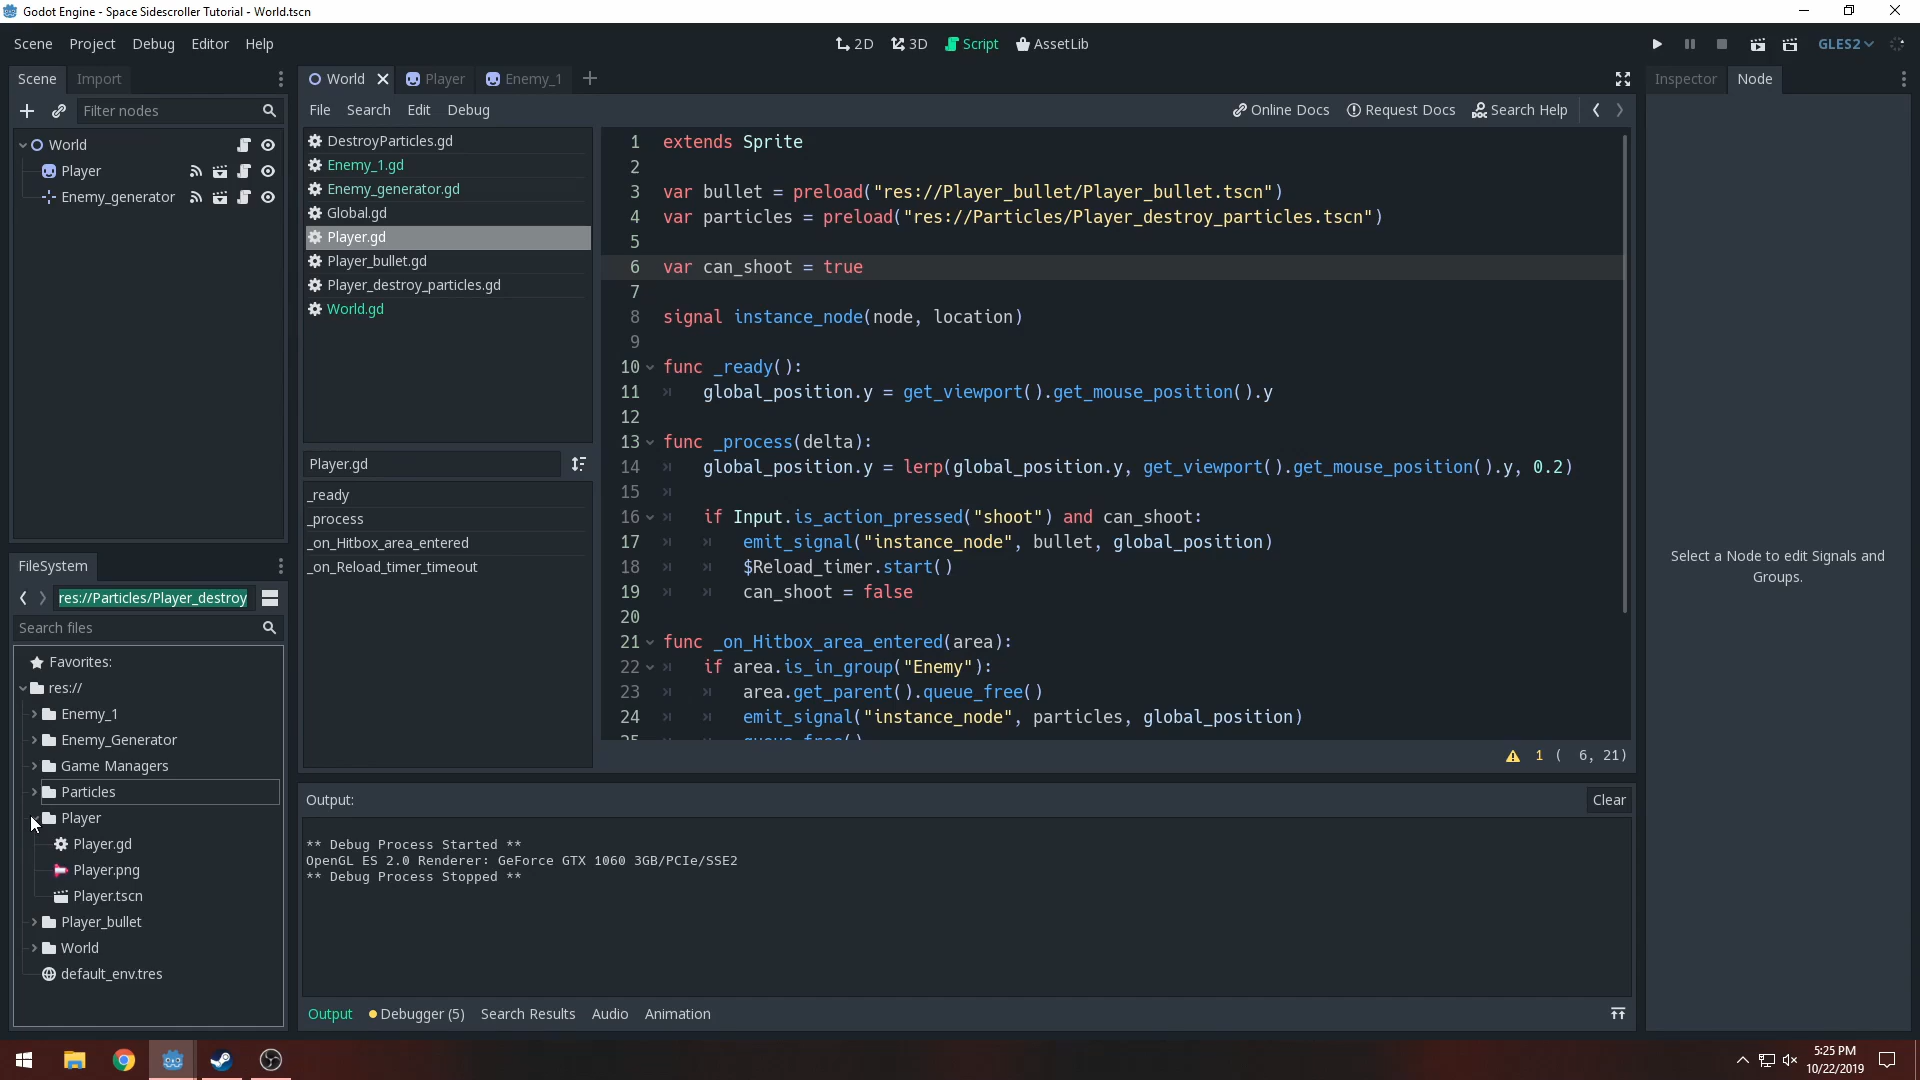 Godot Engine - Space Sidescroller Tutorial - World.tscn
Scene Project Debug Editor Help
2D 3D Script AssetLib
GLES2
Scene Import
World Player Enemy_1
Inspector Node
Filter nodes
File Search Edit Debug
Online Docs Request Docs Search Help
World
Player
Enemy_generator
DestroyParticles.gd
Enemy_1.gd
Enemy_generator.gd
Global.gd
Player.gd
Player_bullet.gd
Player_destroy_particles.gd
World.gd
Player.gd
_ready
_process
_on_Hitbox_area_entered
_on_Reload_timer_timeout
1 extends Sprite
2
3 var bullet = preload("res://Player_bullet/Player_bullet.tscn")
4 var particles = preload("res://Particles/Player_destroy_particles.tscn")
5
6 var can_shoot = true
7
8 signal instance_node(node, location)
9
10 func _ready():
11 global_position.y = get_viewport().get_mouse_position().y
12
13 func _process(delta):
14 global_position.y = lerp(global_position.y, get_viewport().get_mouse_position().y, 0.2)
15
16 if Input.is_action_pressed("shoot") and can_shoot:
17 emit_signal("instance_node", bullet, global_position)
18 $Reload_timer.start()
19 can_shoot = false
20
21 func _on_Hitbox_area_entered(area):
22 if area.is_in_group("Enemy"):
23 area.get_parent().queue_free()
24 emit_signal("instance_node", particles, global_position)
25 queue_free()
1 ( 6, 21)
Select a Node to edit Signals and
Groups.
FileSystem
res://Particles/Player_destroy
Search files
Favorites:
res://
Enemy_1
Enemy_Generator
Game Managers
Particles
Player
Player.gd
Player.png
Player.tscn
Player_bullet
World
default_env.tres
Output:
Clear
** Debug Process Started **
OpenGL ES 2.0 Renderer: GeForce GTX 1060 3GB/PCIe/SSE2
** Debug Process Stopped **
Output Debugger (5) Search Results Audio Animation
5:25 PM
10/22/2019